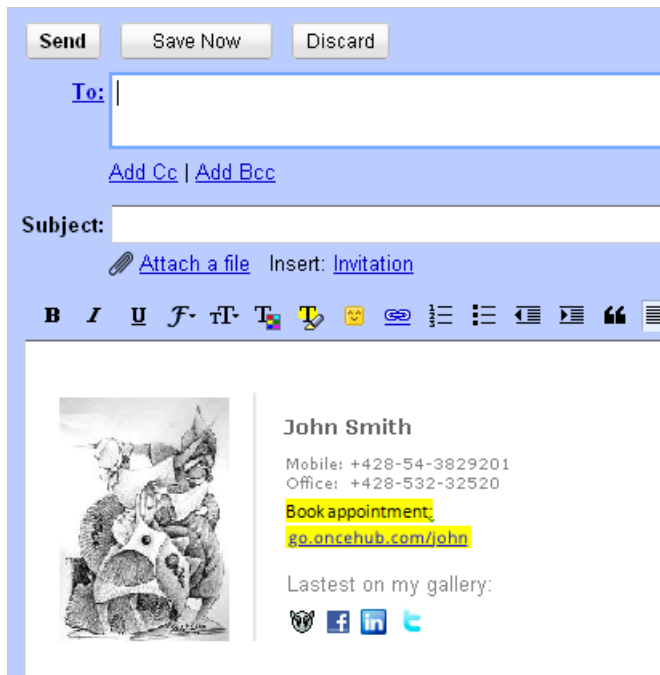 Send Save Now Discard
To:
Add Cc | Add Bcc
Subject:
Attach a file Insert: Invitation
B I U F TT T T
John Smith
Mobile: +428-54-3829201
Office: +428-532-32520
Book appointment:
go.oncehub.com/john
Lastest on my gallery: